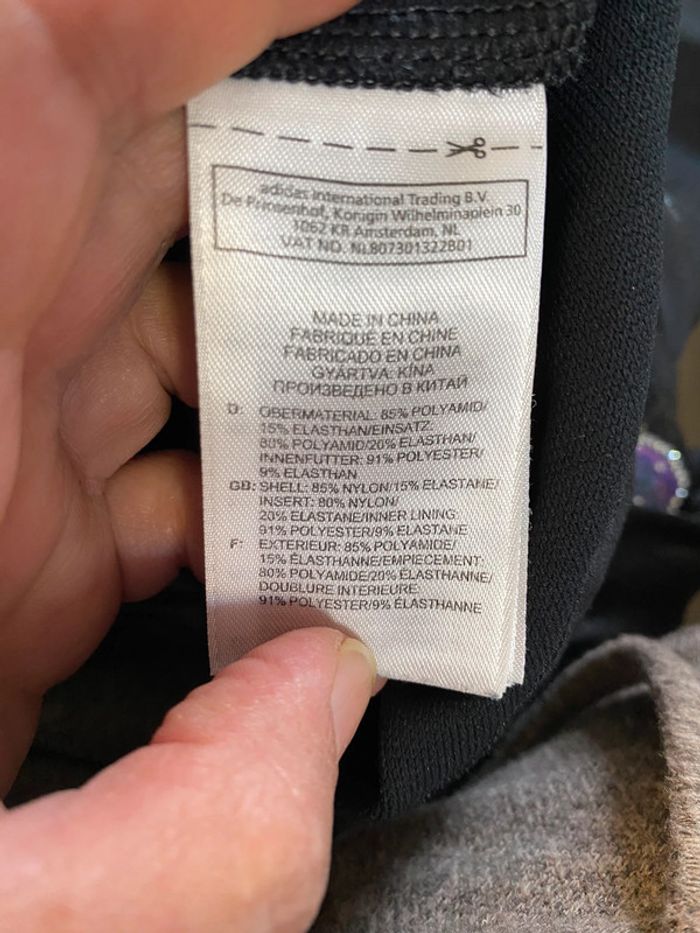 adidas International Trading B.V.
De Prinsenhof, Konigin Wilhelminaplein 30
1062 KR Amsterdam, NL
VAT NO. NL807301322B01
MADE IN CHINA
FABRIQUÉ EN CHINE
FABRICADO EN CHINA
GYÁRTVA: KÍNA
ПРОИЗВЕДЕНО В КИТАЙ
D: OBERMATERIAL: 85% POLYAMID/
15% ELASTHAN/EINSATZ:
80% POLYAMID/20% ELASTHAN/
INNENFUTTER: 91% POLYESTER/
9% ELASTHAN
GB: SHELL: 85% NYLON/15% ELASTANE/
INSERT: 80% NYLON/
20% ELASTANE/INNER LINING:
91% POLYESTER/9% ELASTANE
F: EXTERIEUR: 85% POLYAMIDE/
15% ÉLASTHANNE/EMPIECEMENT:
80% POLYAMIDE/20% ÉLASTHANNE/
DOUBLURE INTERIEURE:
91% POLYESTER/9% ÉLASTHANNE